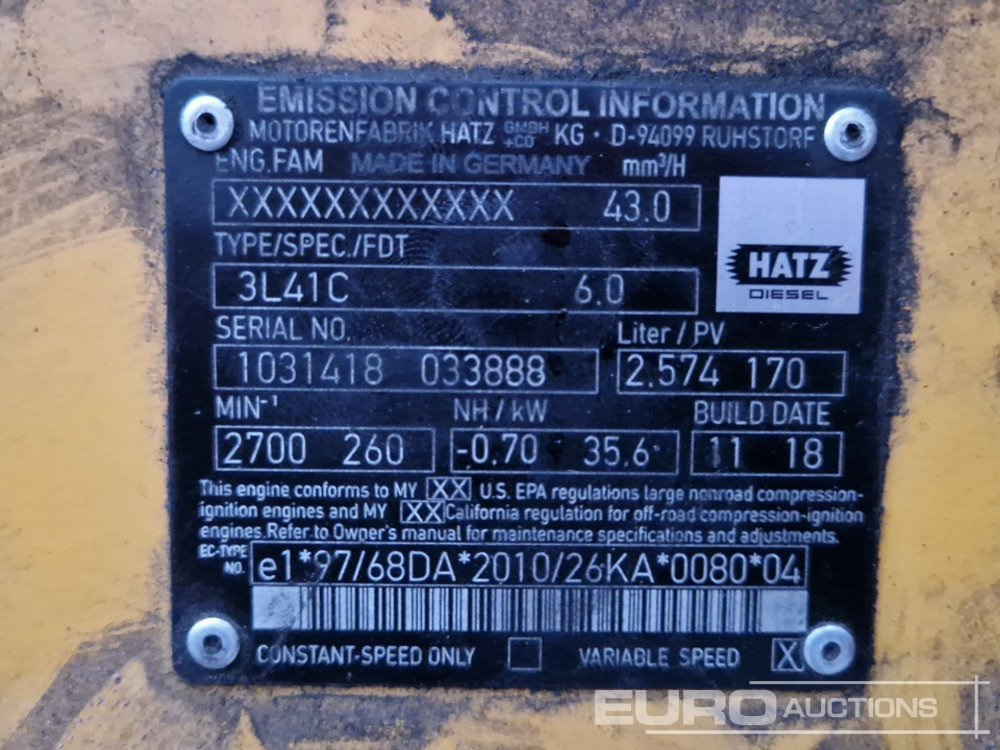 EMISSION CONTROL INFORMATION
MOTORENFABRIK HATZ GMBH +CO KG · D-94099 RUHSTORF
ENG.FAM MADE IN GERMANY mm³/H
XXXXXXXXXXXX 43.0
TYPE/SPEC./FDT
3L41C 6.0
HATZ
DIESEL
SERIAL NO. Liter / PV
1031418 033888 2.574 170
MIN⁻¹ NH / kW BUILD DATE
2700 260 -0.70 35.6 11 18
This engine conforms to MY XX U.S. EPA regulations large nonroad compression-
ignition engines and MY XX California regulation for off-road compression-ignition
engines. Refer to Owner's manual for maintenance specifications and adjustments.
EC-TYPE NO. e1*97/68DA*2010/26KA*0080*04
CONSTANT-SPEED ONLY VARIABLE SPEED X
EURO AUCTIONS